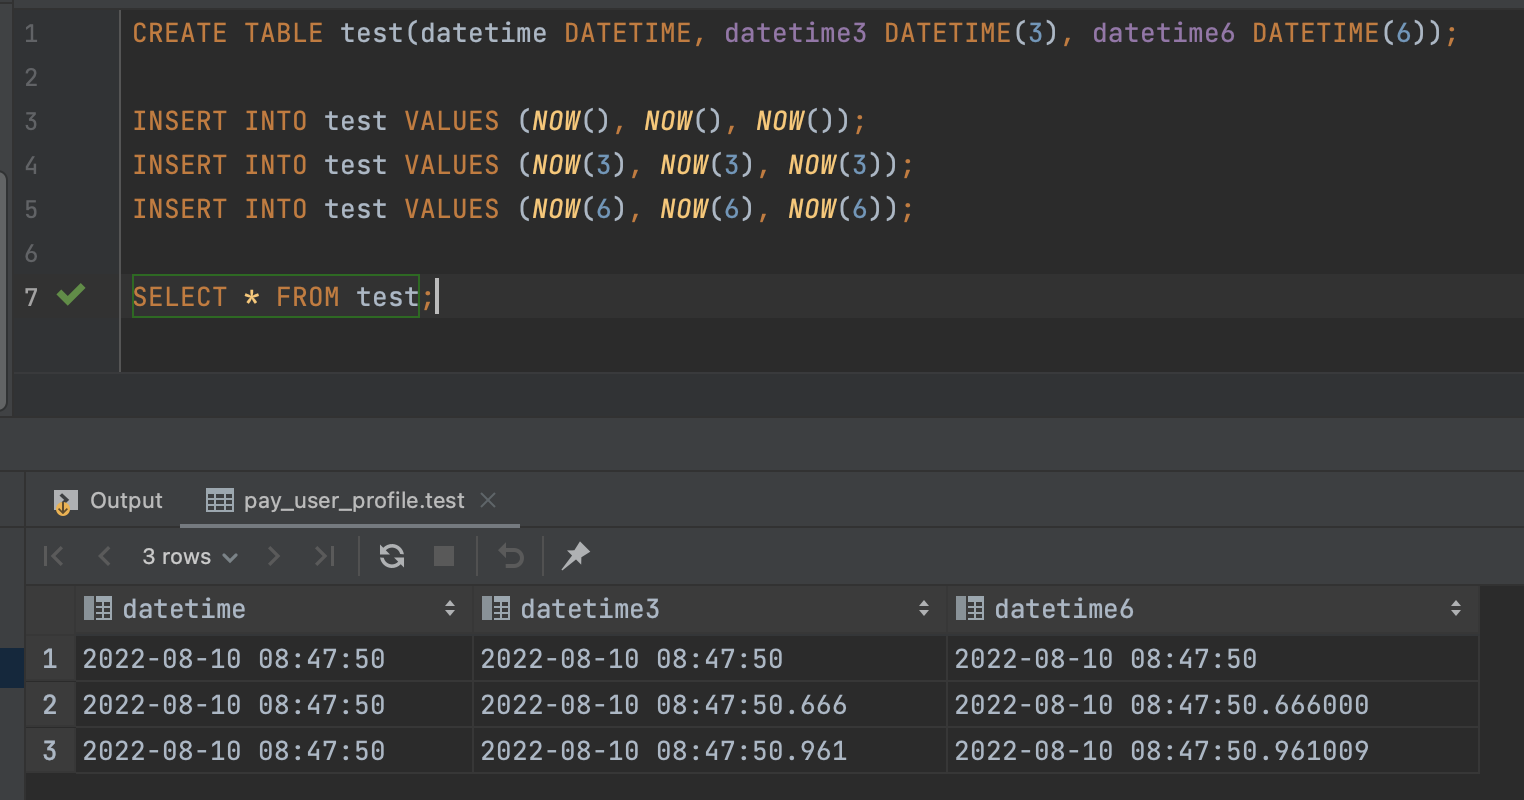 1 CREATE TABLE test(datetime DATETIME, datetime3 DATETIME(3), datetime6 DATETIME(6));
2
3 INSERT INTO test VALUES (NOW(), NOW(), NOW());
4 INSERT INTO test VALUES (NOW(3), NOW(3), NOW(3));
5 INSERT INTO test VALUES (NOW(6), NOW(6), NOW(6));
6
7 SELECT * FROM test;
Output pay_user_profile.test
3 rows
datetime datetime3 datetime6
1 2022-08-10 08:47:50 2022-08-10 08:47:50 2022-08-10 08:47:50
2 2022-08-10 08:47:50 2022-08-10 08:47:50.666 2022-08-10 08:47:50.666000
3 2022-08-10 08:47:50 2022-08-10 08:47:50.961 2022-08-10 08:47:50.961009